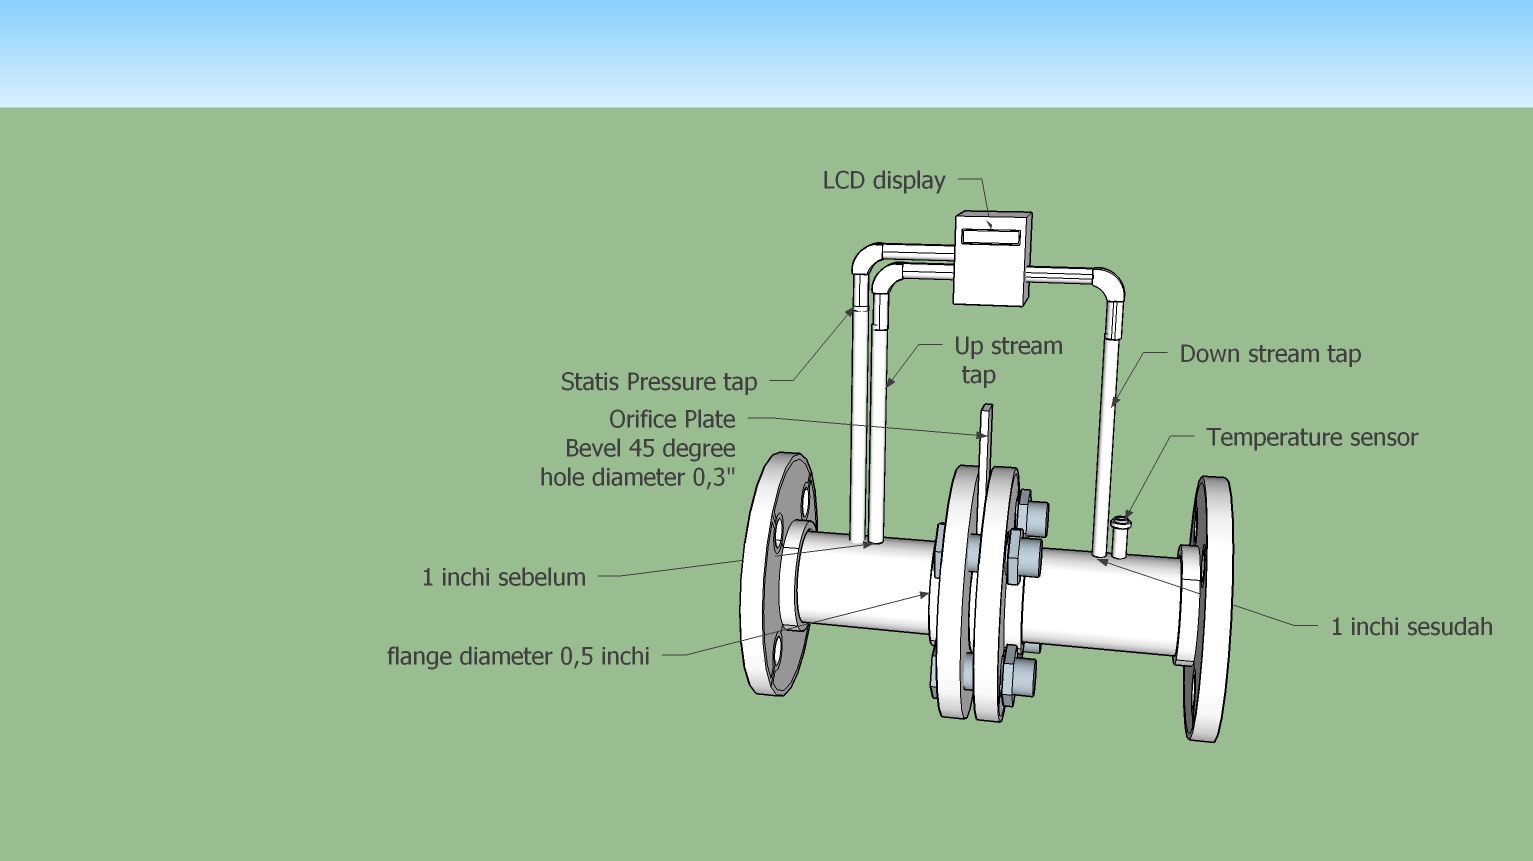 LCD display
Up stream
tap
Down stream tap
Statis Pressure tap
Orifice Plate
Bevel 45 degree
hole diameter 0,3"
Temperature sensor
1 inchi sebelum
1 inchi sesudah
flange diameter 0,5 inchi